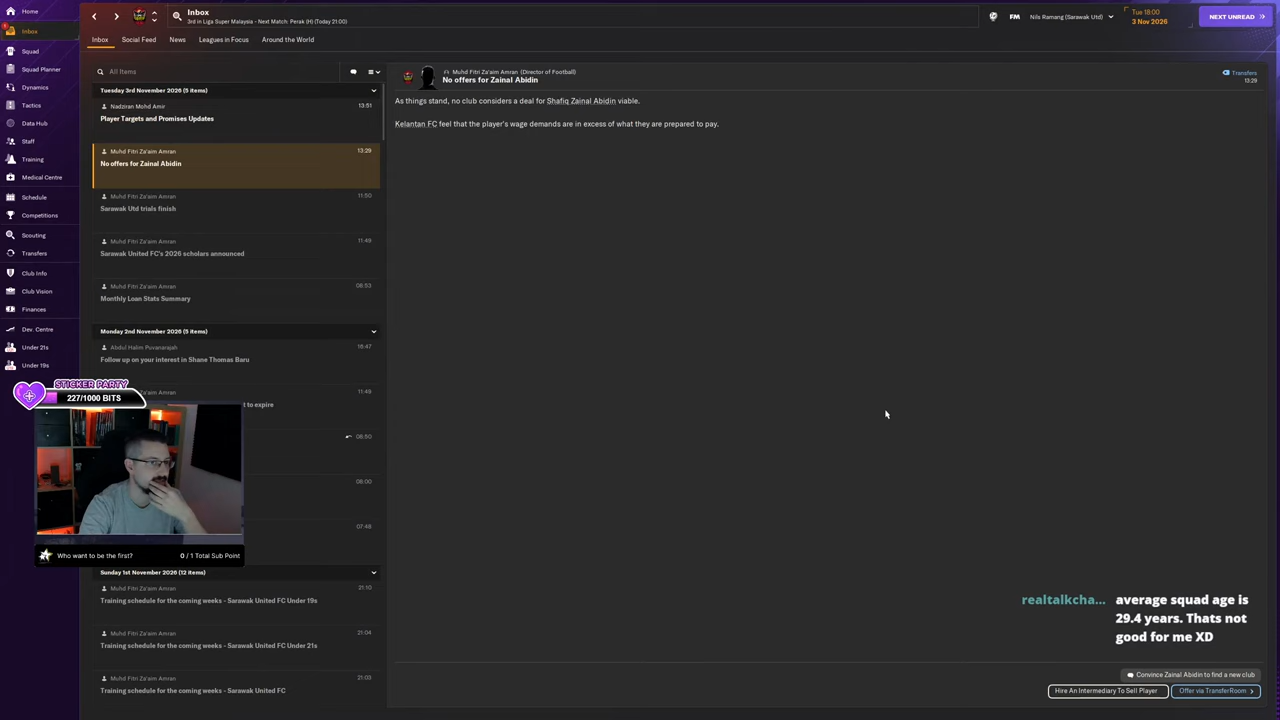 Home
Inbox
3rd in Liga Super Malaysia - Next Match: Perak (H) (Today 21:00)
FM
Nils Ramang (Sarawak Utd)
Tue 18:00
3 Nov 2026
NEXT UNREAD
1
Inbox
Squad
Squad Planner
Dynamics
Tactics
Data Hub
Staff
Training
Medical Centre
Schedule
Competitions
Scouting
Transfers
Club Info
Club Vision
Finances
Dev. Centre
Under 21s
Under 19s
Inbox
Social Feed
News
Leagues in Focus
Around the World
All Items
Tuesday 3rd November 2026 (5 items)
Nadziran Mohd Amir
13:51
Player Targets and Promises Updates
Muhd Fitri Za'aim Amran
13:29
No offers for Zainal Abidin
Muhd Fitri Za'aim Amran
11:50
Sarawak Utd trials finish
Muhd Fitri Za'aim Amran
11:49
Sarawak United FC's 2026 scholars announced
Muhd Fitri Za'aim Amran
08:53
Monthly Loan Stats Summary
Monday 2nd November 2026 (5 items)
Abdul Halim Puvanarajah
18:47
Follow up on your interest in Shane Thomas Baru
Amran
11:49
t to expire
08:50
08:00
07:48
Sunday 1st November 2026 (12 items)
Muhd Fitri Za'aim Amran
21:10
Training schedule for the coming weeks - Sarawak United FC Under 19s
Muhd Fitri Za'aim Amran
21:04
Training schedule for the coming weeks - Sarawak United FC Under 21s
Muhd Fitri Za'aim Amran
21:03
Training schedule for the coming weeks - Sarawak United FC
Muhd Fitri Za'aim Amran (Director of Football)
No offers for Zainal Abidin
Transfers
13:29
As things stand, no club considers a deal for Shafiq Zainal Abidin viable.
Kelantan FC feel that the player's wage demands are in excess of what they are prepared to pay.
STICKER PARTY
227/1000 BITS
Who want to be the first?
0 / 1 Total Sub Point
realtalkcha... average squad age is
29.4 years. Thats not
good for me XD
Convince Zainal Abidin to find a new club
Hire An Intermediary To Sell Player
Offer via TransferRoom